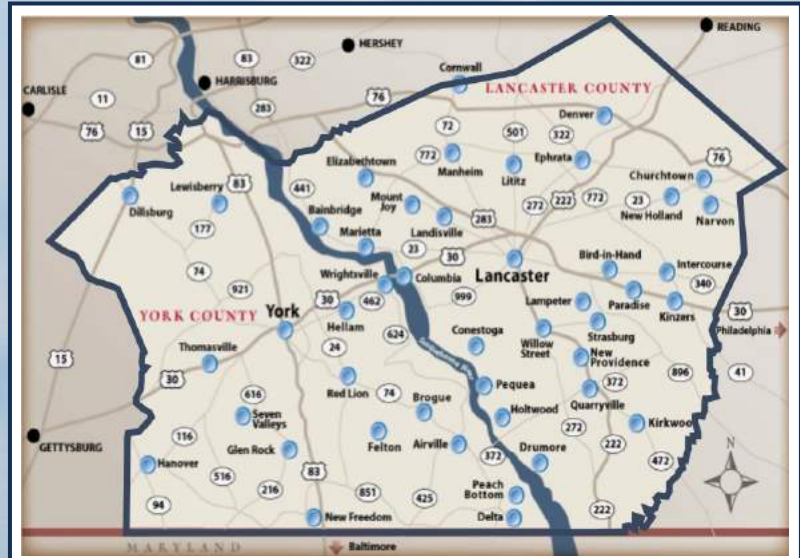 READING
81
83
322
HERSHEY
Cornwall
HARRISBURG
LANCASTER COUNTY
CARLISLE
11
283
76
Denver
76
15
72
501
322
Elizabethtown
772
Manheim
Ephrata
76
Lititz
Churchtown
Lewisberry
83
441
Dillsburg
Bainbridge
Mount
Joy
272
222
772
23
New Holland
Narvon
177
Landisville
283
Marietta
23
30
Bird-in-Hand
Intercourse
74
Wrightsville
Columbia
Lancaster
340
921
30
462
999
Lampeter
Paradise
Kinzers
30
YORK COUNTY
York
Hellam
624
Conestoga
Willow
Street
Strasburg
Philadelphia
15
Thomasville
24
New
Providence
896
41
30
Red Lion
74
Pequea
372
616
Brogue
Quarryville
Seven
Valleys
Holtwood
272
Kirkwood
116
GETTYSBURG
Glen Rock
Felton
Airville
372
Drumore
222
N
Hanover
516
83
472
216
851
425
Peach
Bottom
94
New Freedom
Delta
222
MARYLAND
Baltimore